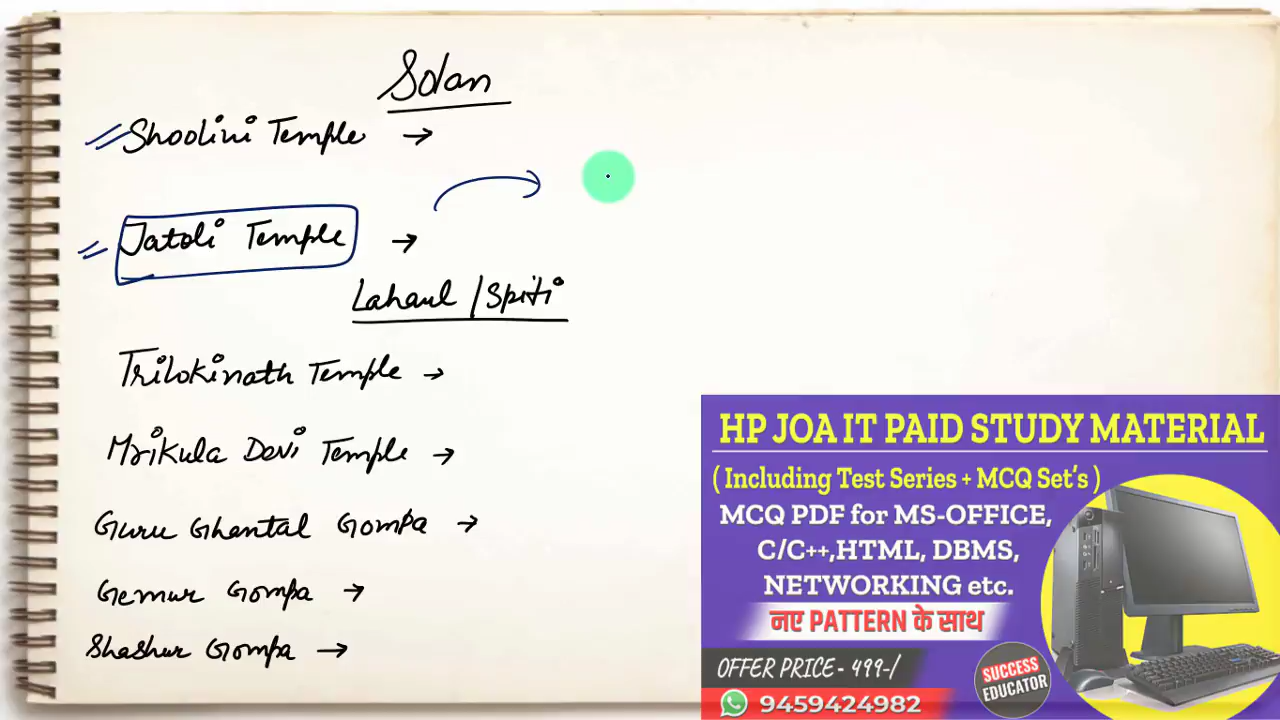 Solan
Shoolini Temple →
Jatoli Temple →
Lahaul / Spiti
Trilokinath Temple →
Mrikula Devi Temple →
Guru Ghantal Gompa →
Gemur Gompa →
Shashur Gompa →
HP JOA IT PAID STUDY MATERIAL
( Including Test Series + MCQ Set's )
MCQ PDF for MS-OFFICE,
C/C++,HTML, DBMS,
NETWORKING etc.
नए PATTERN के साथ
OFFER PRICE- 499-/
SUCCESS
EDUCATOR
9459424982